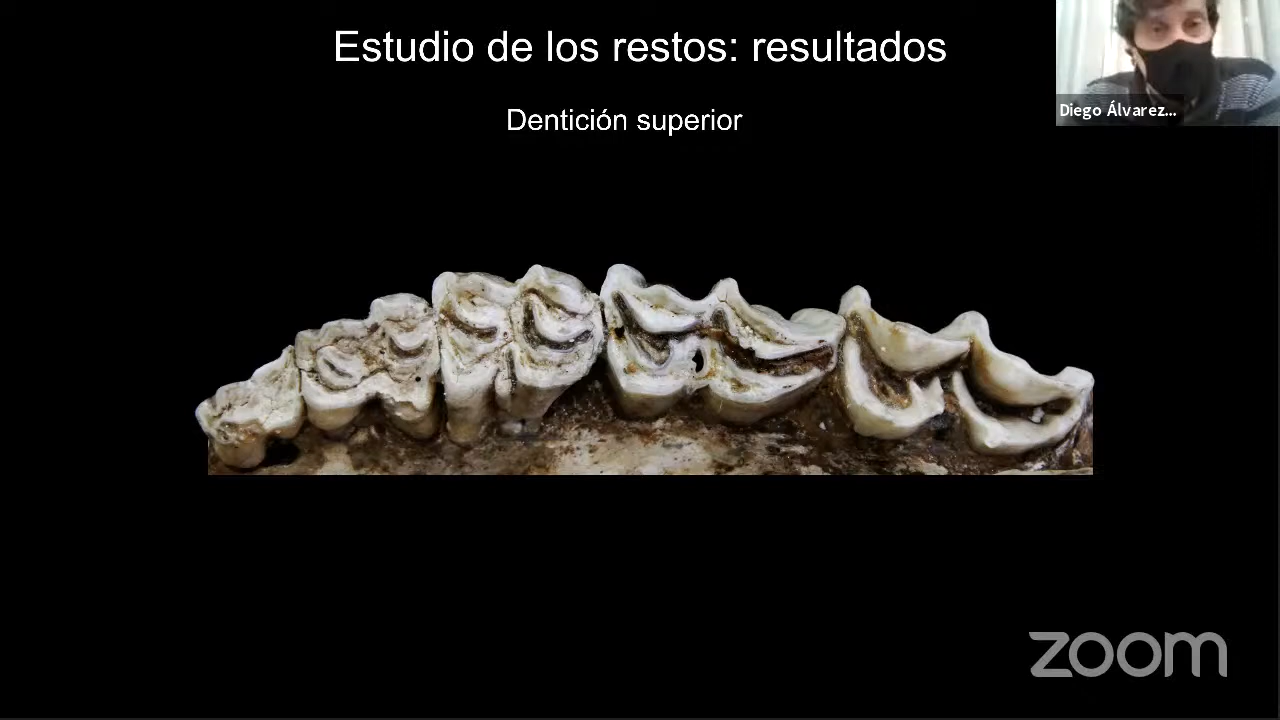 Estudio de los restos: resultados
Dentición superior
Diego Álvarez...
zoom